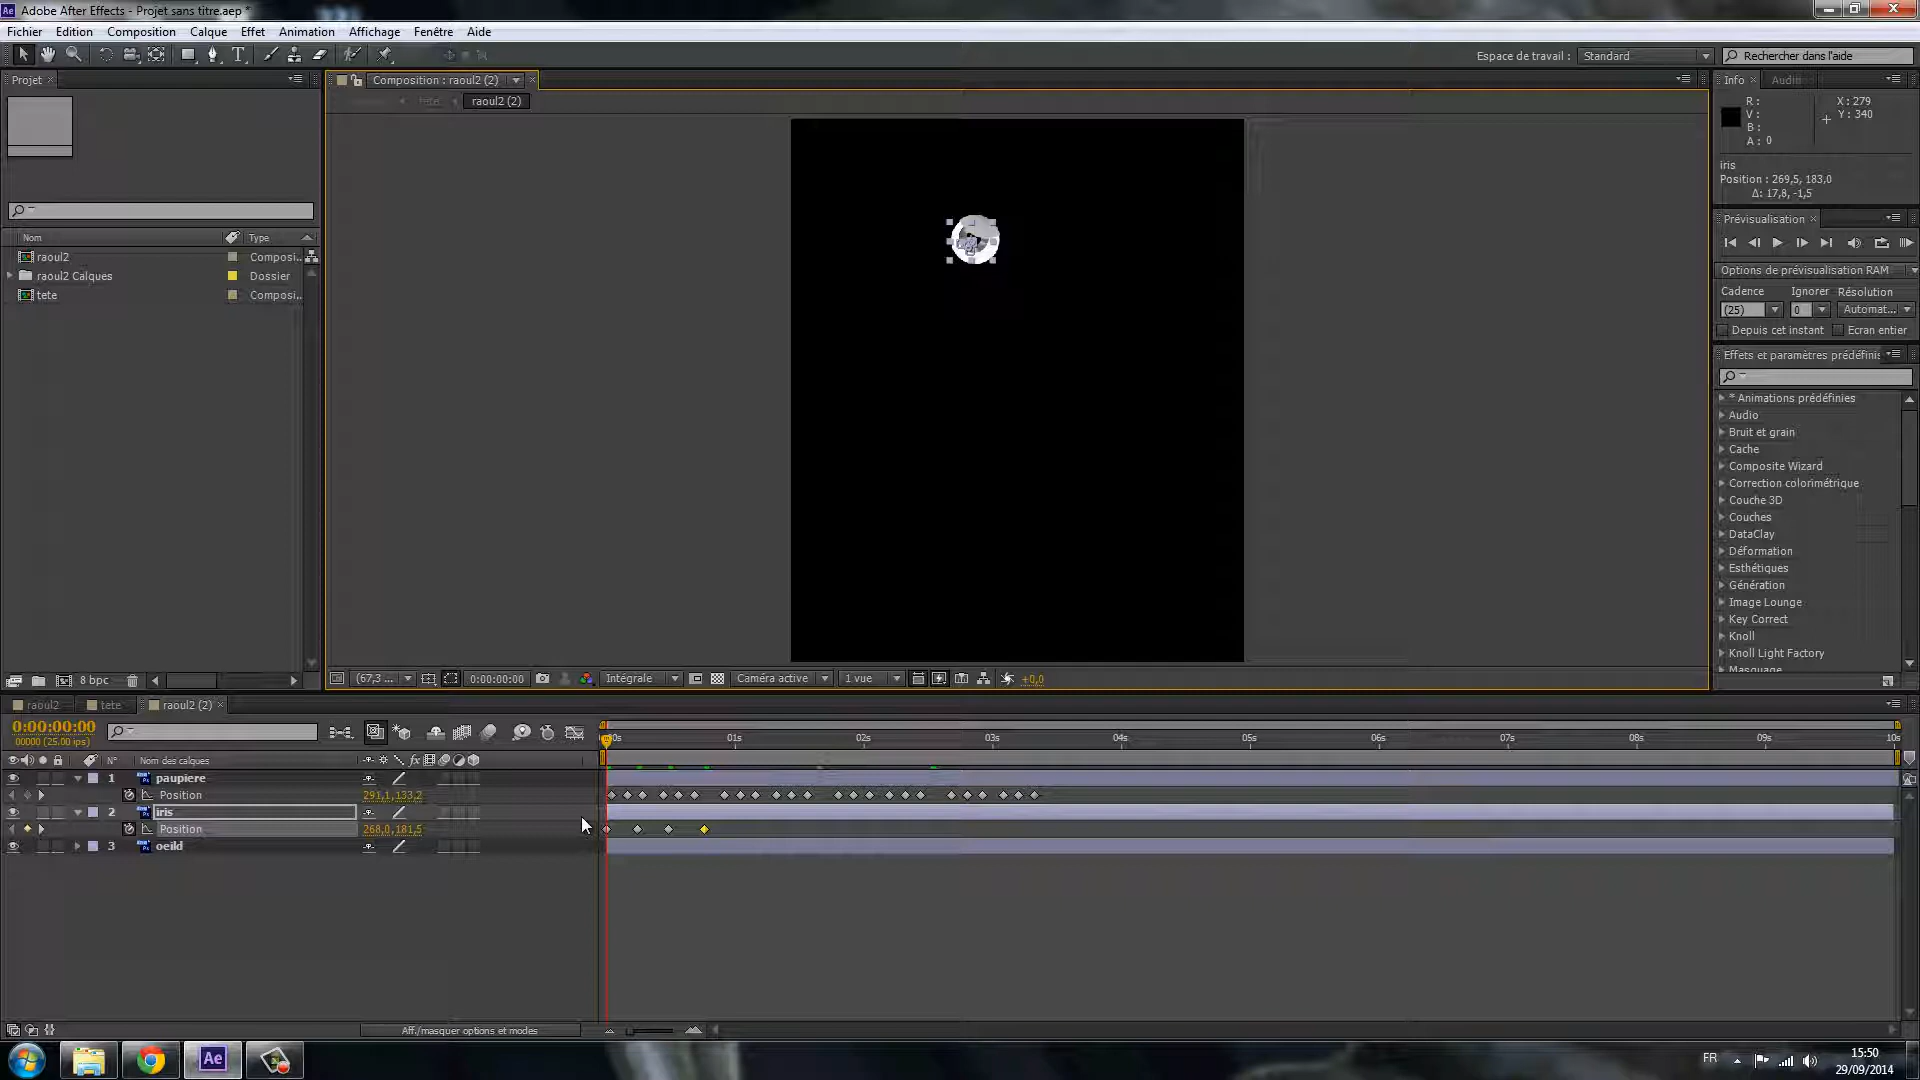 Adobe After Effects - Projet sans titre.aep *
Fichier Edition Composition Calque Effet Animation Affichage Fenêtre Aide
Espace de travail : Standard Rechercher dans l'aide
Projet
Composition : raoul2 (2)
tete raoul2 (2)
Info Audio
R : X : 279
V : Y : 340
B :
A : 0
iris
Position : 269,5, 183,0
Δ: 17,8, -1,5
Prévisualisation
Options de prévisualisation RAM
Cadence Ignorer Résolution
(25) 0 Automat...
Depuis cet instant Ecran entier
Effets et paramètres prédéfinis
* Animations prédéfinies
Audio
Bruit et grain
Cache
Composite Wizard
Correction colorimétrique
Couche 3D
Couches
DataClay
Déformation
Esthétiques
Génération
Image Lounge
Key Correct
Knoll
Knoll Light Factory
Masquage
Nom Type
raoul2 Composi...
raoul2 Calques Dossier
tete Composi...
8 bpc
(67,3 ... 0:00:00:00 Intégrale Caméra active 1 vue +0,0
raoul2 tete raoul2 (2)
0:00:00:00
00000 (25.00 ips)
00s 01s 02s 03s 04s 05s 06s 07s 08s 09s 10s
N° Nom des calques fx
1 paupiere
Position 291,1,133,2
2 iris
Position 268,0,181,5
3 oeild
Aff./masquer options et modes
FR 15:50
29/09/2014